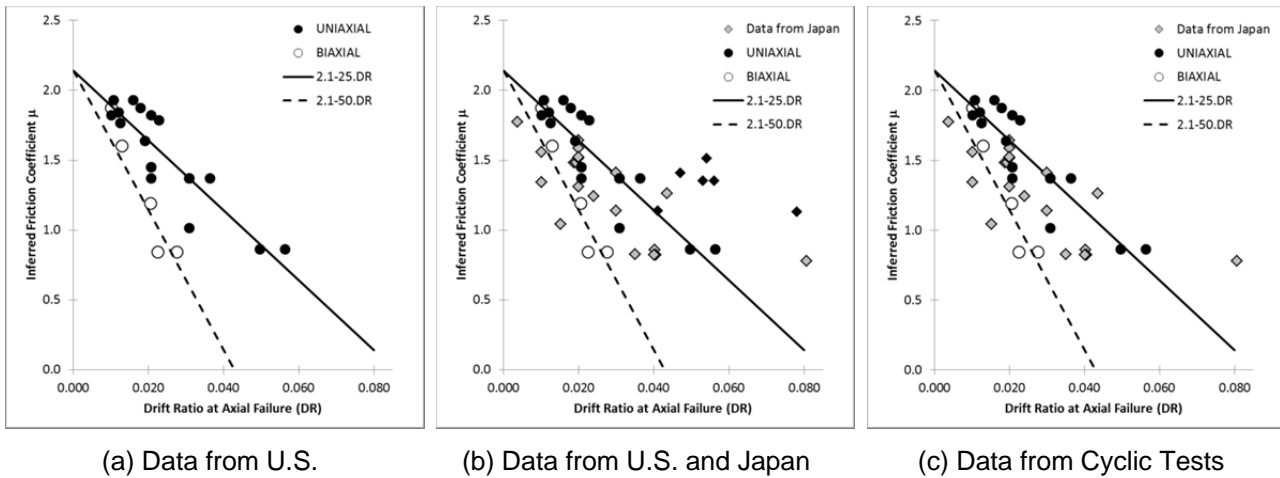 2.5
2.0
1.5
1.0
0.5
0.0
0.000 0.020 0.040 0.060 0.080
Inferred Friction Coefficient μ
Drift Ratio at Axial Failure (DR)
UNIAXIAL
BIAXIAL
2.1-25.DR
2.1-50.DR
(a) Data from U.S.
2.5
2.0
1.5
1.0
0.5
0.0
0.000 0.020 0.040 0.060 0.080
Inferred Friction Coefficient μ
Drift Ratio at Axial Failure (DR)
Data from Japan
UNIAXIAL
BIAXIAL
2.1-25.DR
2.1-50.DR
(b) Data from U.S. and Japan
2.5
2.0
1.5
1.0
0.5
0.0
0.000 0.020 0.040 0.060 0.080
Inferred Friction Coefficient μ
Drift Ratio at Axial Failure (DR)
Data from Japan
UNIAXIAL
BIAXIAL
2.1-25.DR
2.1-50.DR
(c) Data from Cyclic Tests